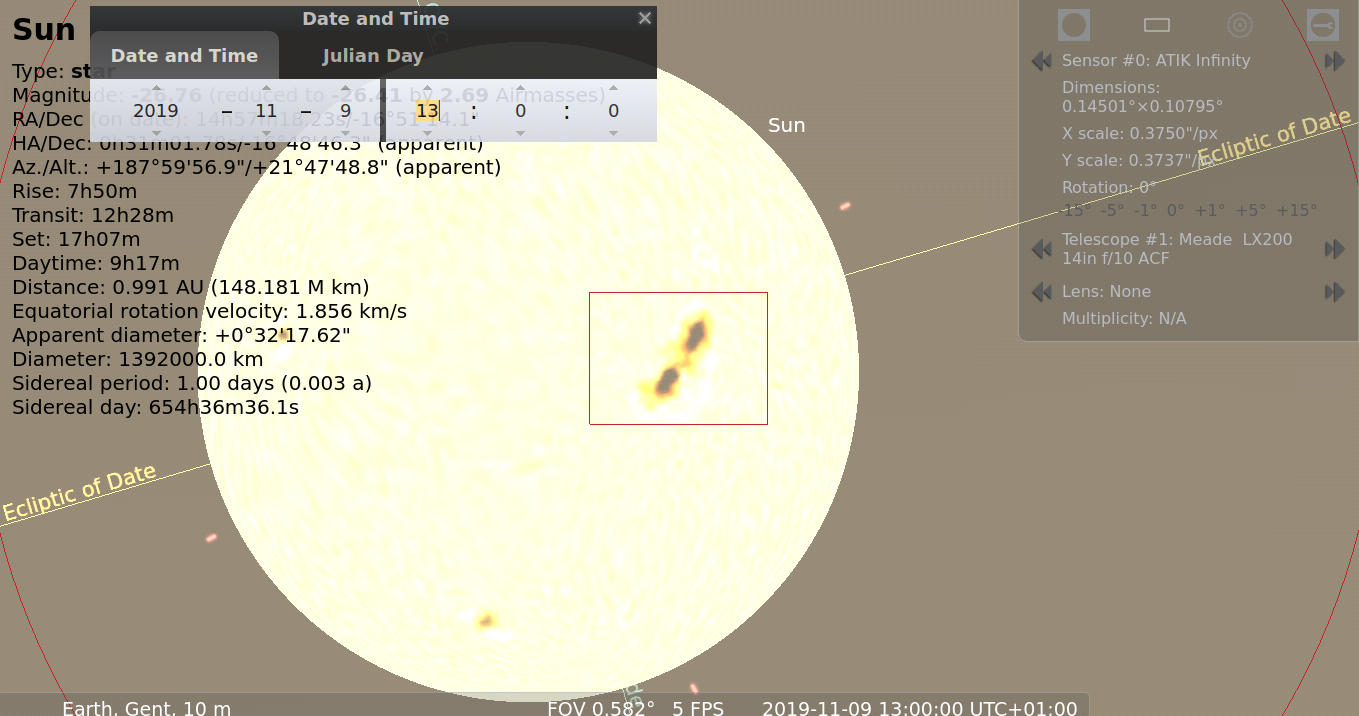 Sun
Date and Time
Date and Time
Julian Day
2019 – 11 – 9 13 : 0 : 0
Type: star
Magnitude: -26.76 (reduced to -26.41 by 2.69 Airmasses)
RA/Dec (on date): 14h57m18.23s/-16°51'14.1"
HA/Dec: 0h31m01.78s/-16°48'46.3" (apparent)
Az./Alt.: +187°59'56.9"/+21°47'48.8" (apparent)
Rise: 7h50m
Transit: 12h28m
Set: 17h07m
Daytime: 9h17m
Distance: 0.991 AU (148.181 M km)
Equatorial rotation velocity: 1.856 km/s
Apparent diameter: +0°32'17.62"
Diameter: 1392000.0 km
Sidereal period: 1.00 days (0.003 a)
Sidereal day: 654h36m36.1s
Sun
Sensor #0: ATIK Infinity
Dimensions:
0.14501°×0.10795°
X scale: 0.3750"/px
Y scale: 0.3737"/px
Rotation: 0°
-15° -5° -1° 0° +1° +5° +15°
Telescope #1: Meade LX200
14in f/10 ACF
Lens: None
Multiplicity: N/A
Ecliptic of Date
Ecliptic of Date
Earth, Gent, 10 m
FOV 0.582°
5 FPS
2019-11-09 13:00:00 UTC+01:00